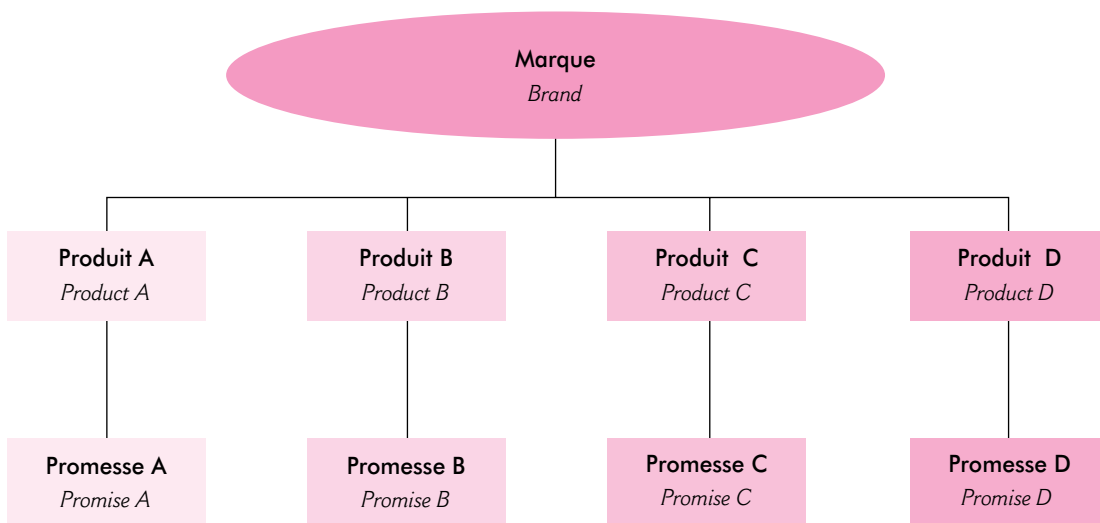 Marque
Brand
Produit A
Product A
Produit B
Product B
Produit C
Product C
Produit D
Product D
Promesse A
Promise A
Promesse B
Promise B
Promesse C
Promise C
Promesse D
Promise D